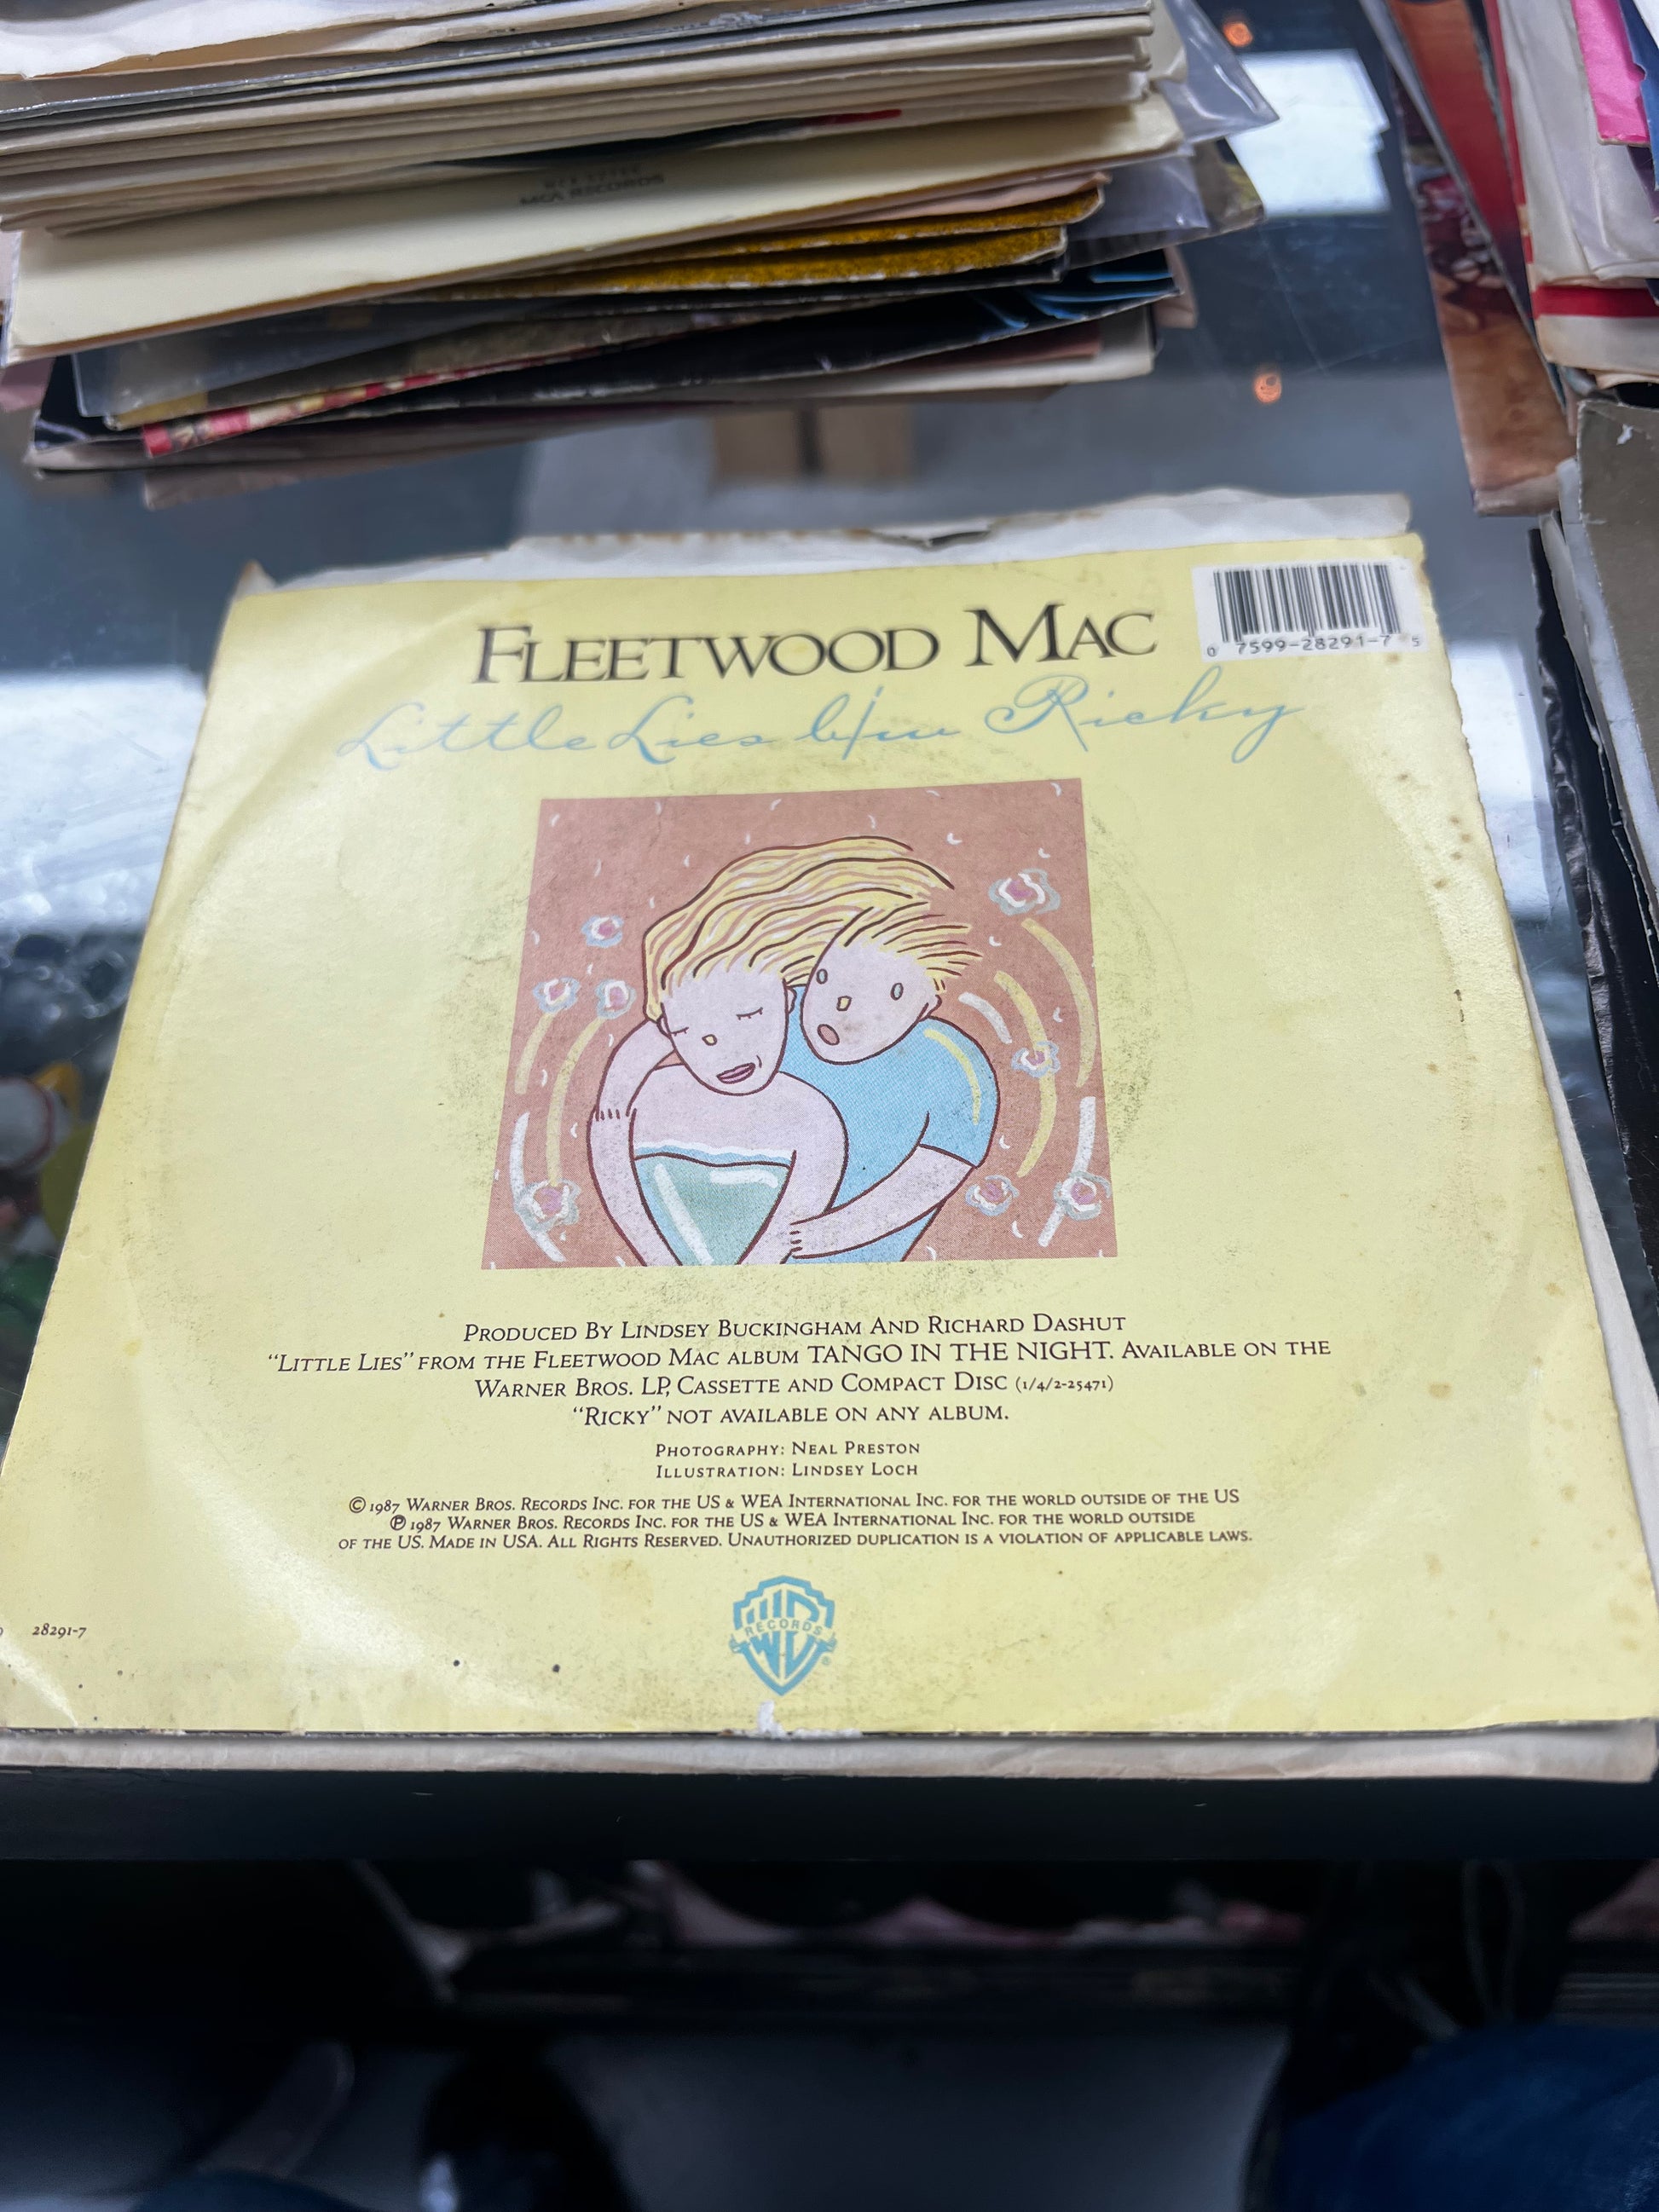 MCA RECORDS
FLEETWOOD MAC
0 7599-28291-7 5
Little Lies b/w Ricky
PRODUCED BY LINDSEY BUCKINGHAM AND RICHARD DASHUT
“LITTLE LIES” FROM THE FLEETWOOD MAC ALBUM TANGO IN THE NIGHT. AVAILABLE ON THE
WARNER BROS. LP, CASSETTE AND COMPACT DISC (1/4/2-25471)
“RICKY” NOT AVAILABLE ON ANY ALBUM.
PHOTOGRAPHY: NEAL PRESTON
ILLUSTRATION: LINDSEY LOCH
© 1987 WARNER BROS. RECORDS INC. FOR THE US & WEA INTERNATIONAL INC. FOR THE WORLD OUTSIDE OF THE US
℗ 1987 WARNER BROS. RECORDS INC. FOR THE US & WEA INTERNATIONAL INC. FOR THE WORLD OUTSIDE
OF THE US. MADE IN USA. ALL RIGHTS RESERVED. UNAUTHORIZED DUPLICATION IS A VIOLATION OF APPLICABLE LAWS.
28291-7
RECORDS